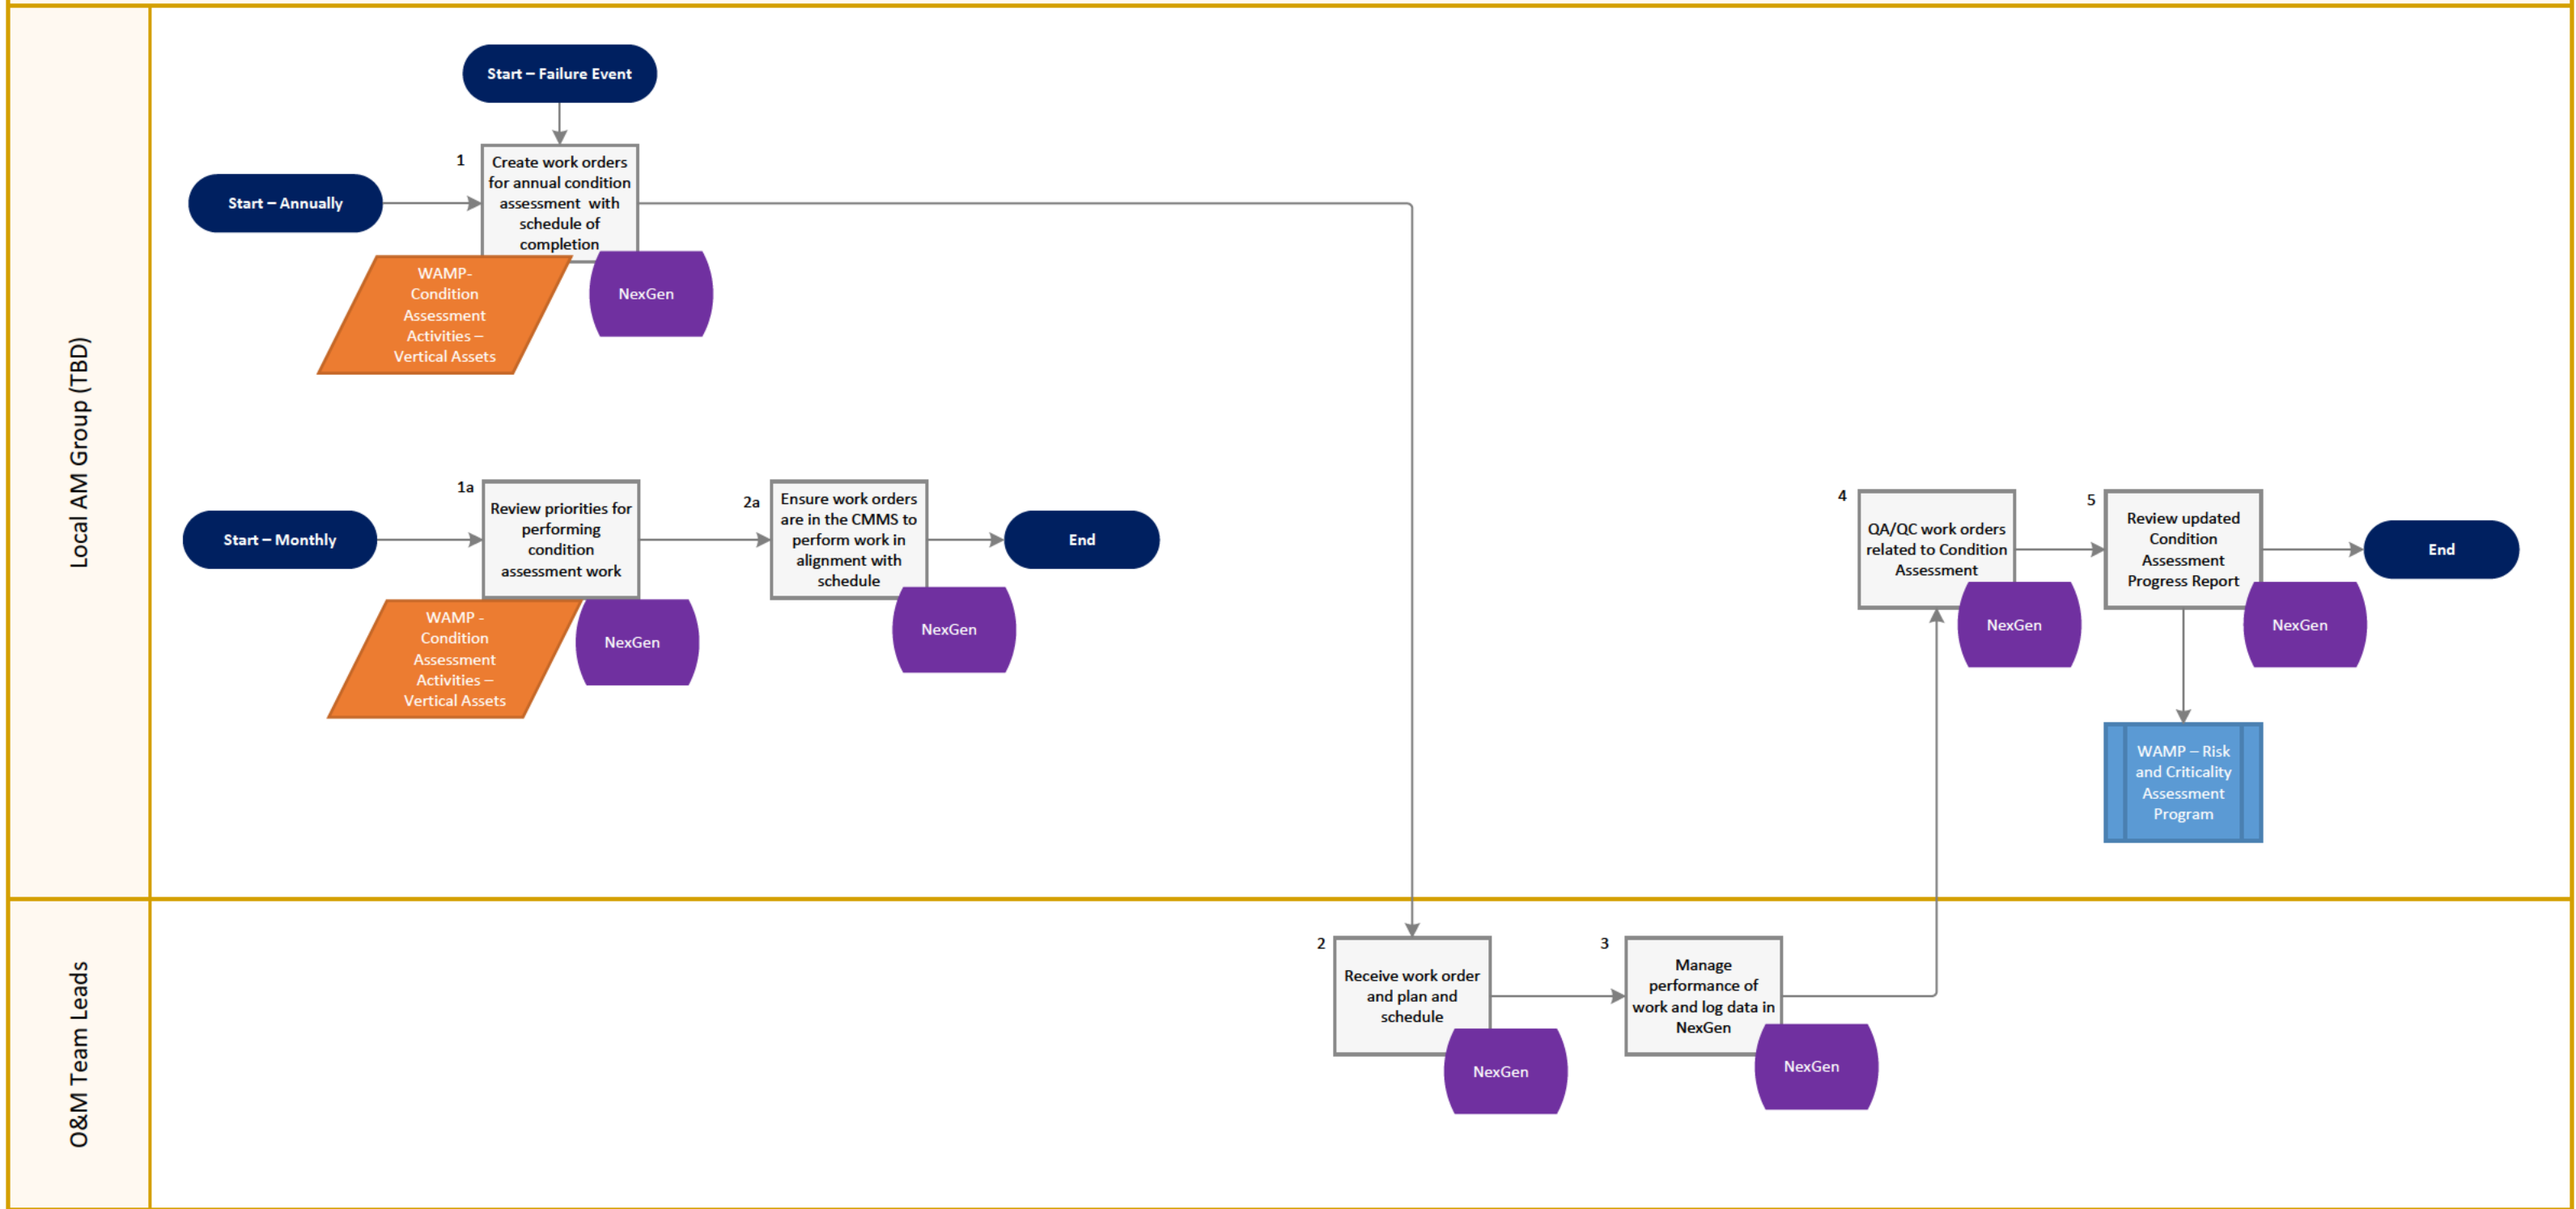 Local AM Group (TBD)
Start – Failure Event
1
Create work orders
for annual condition
assessment with
schedule of
completion
Start – Annually
WAMP-
Condition
Assessment
Activities –
Vertical Assets
NexGen
Start – Monthly
1a
Review priorities for
performing
condition
assessment work
WAMP -
Condition
Assessment
Activities –
Vertical Assets
NexGen
2a
Ensure work orders
are in the CMMS to
perform work in
alignment with
schedule
NexGen
End
4
QA/QC work orders
related to Condition
Assessment
NexGen
5
Review updated
Condition
Assessment
Progress Report
NexGen
End
WAMP – Risk
and Criticality
Assessment
Program
O&M Team Leads
2
Receive work order
and plan and
schedule
NexGen
3
Manage
performance of
work and log data in
NexGen
NexGen